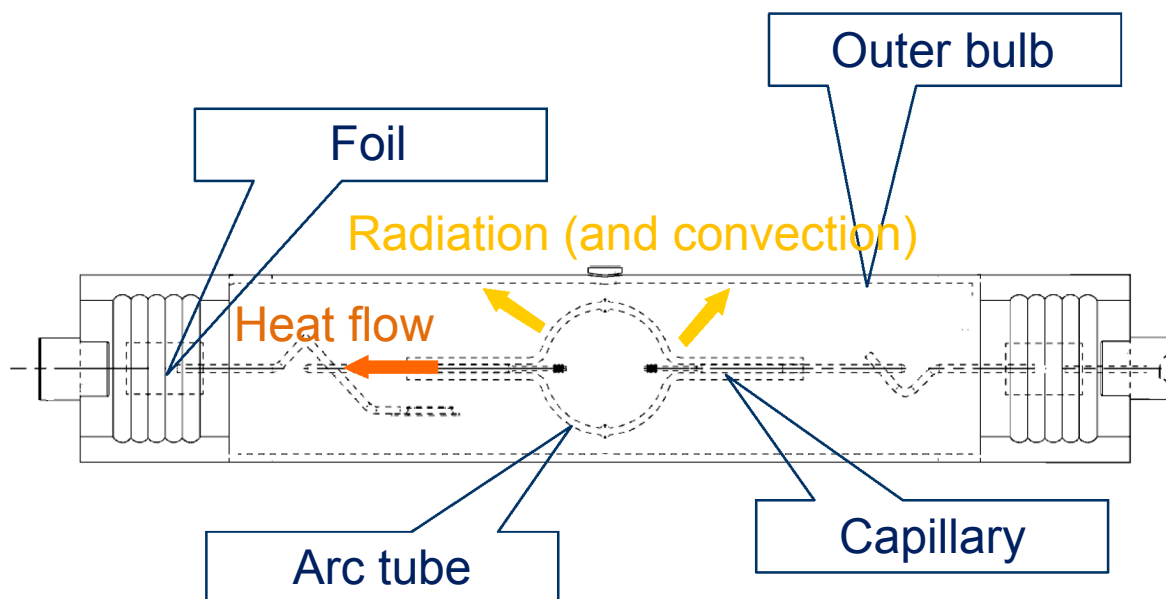 Outer bulb
Foil
Radiation (and convection)
Heat flow
Capillary
Arc tube